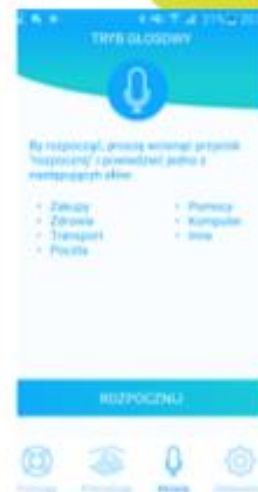 TRYB GŁOSOWY
By rozpocząć, proszę wcisnąć przycisk
"rozpocznij" i powiedzieć jedno z
następujących słów:
• Zakupy
• Zdrowie
• Transport
• Poczta
• Pomocy
• Komputer
• Inne
ROZPOCZNIJ